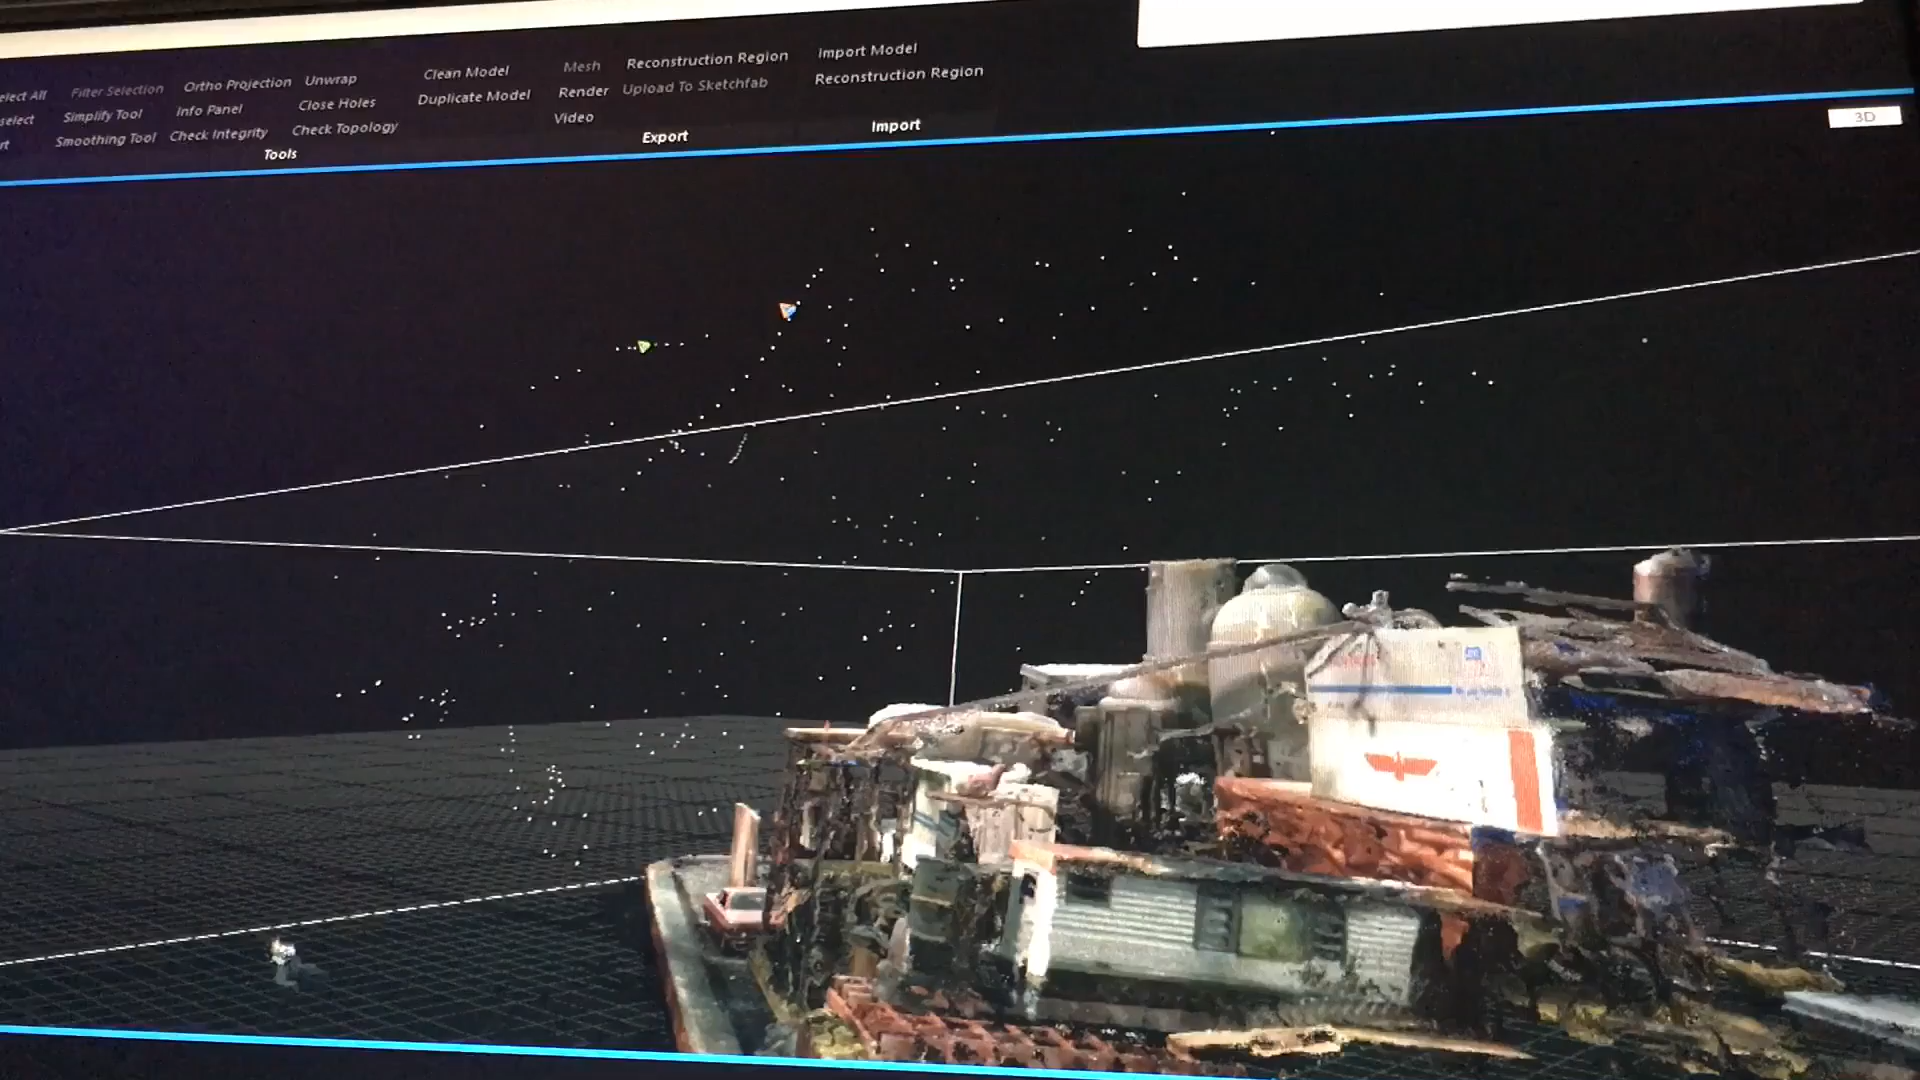 elect All
Filter Selection
Ortho Projection
Unwrap
select
Simplify Tool
Info Panel
Close Holes
rt
Smoothing Tool
Check Integrity
Check Topology
Tools
Clean Model
Duplicate Model
Mesh
Reconstruction Region
Render
Upload To Sketchfab
Video
Export
Import Model
Reconstruction Region
Import
3D